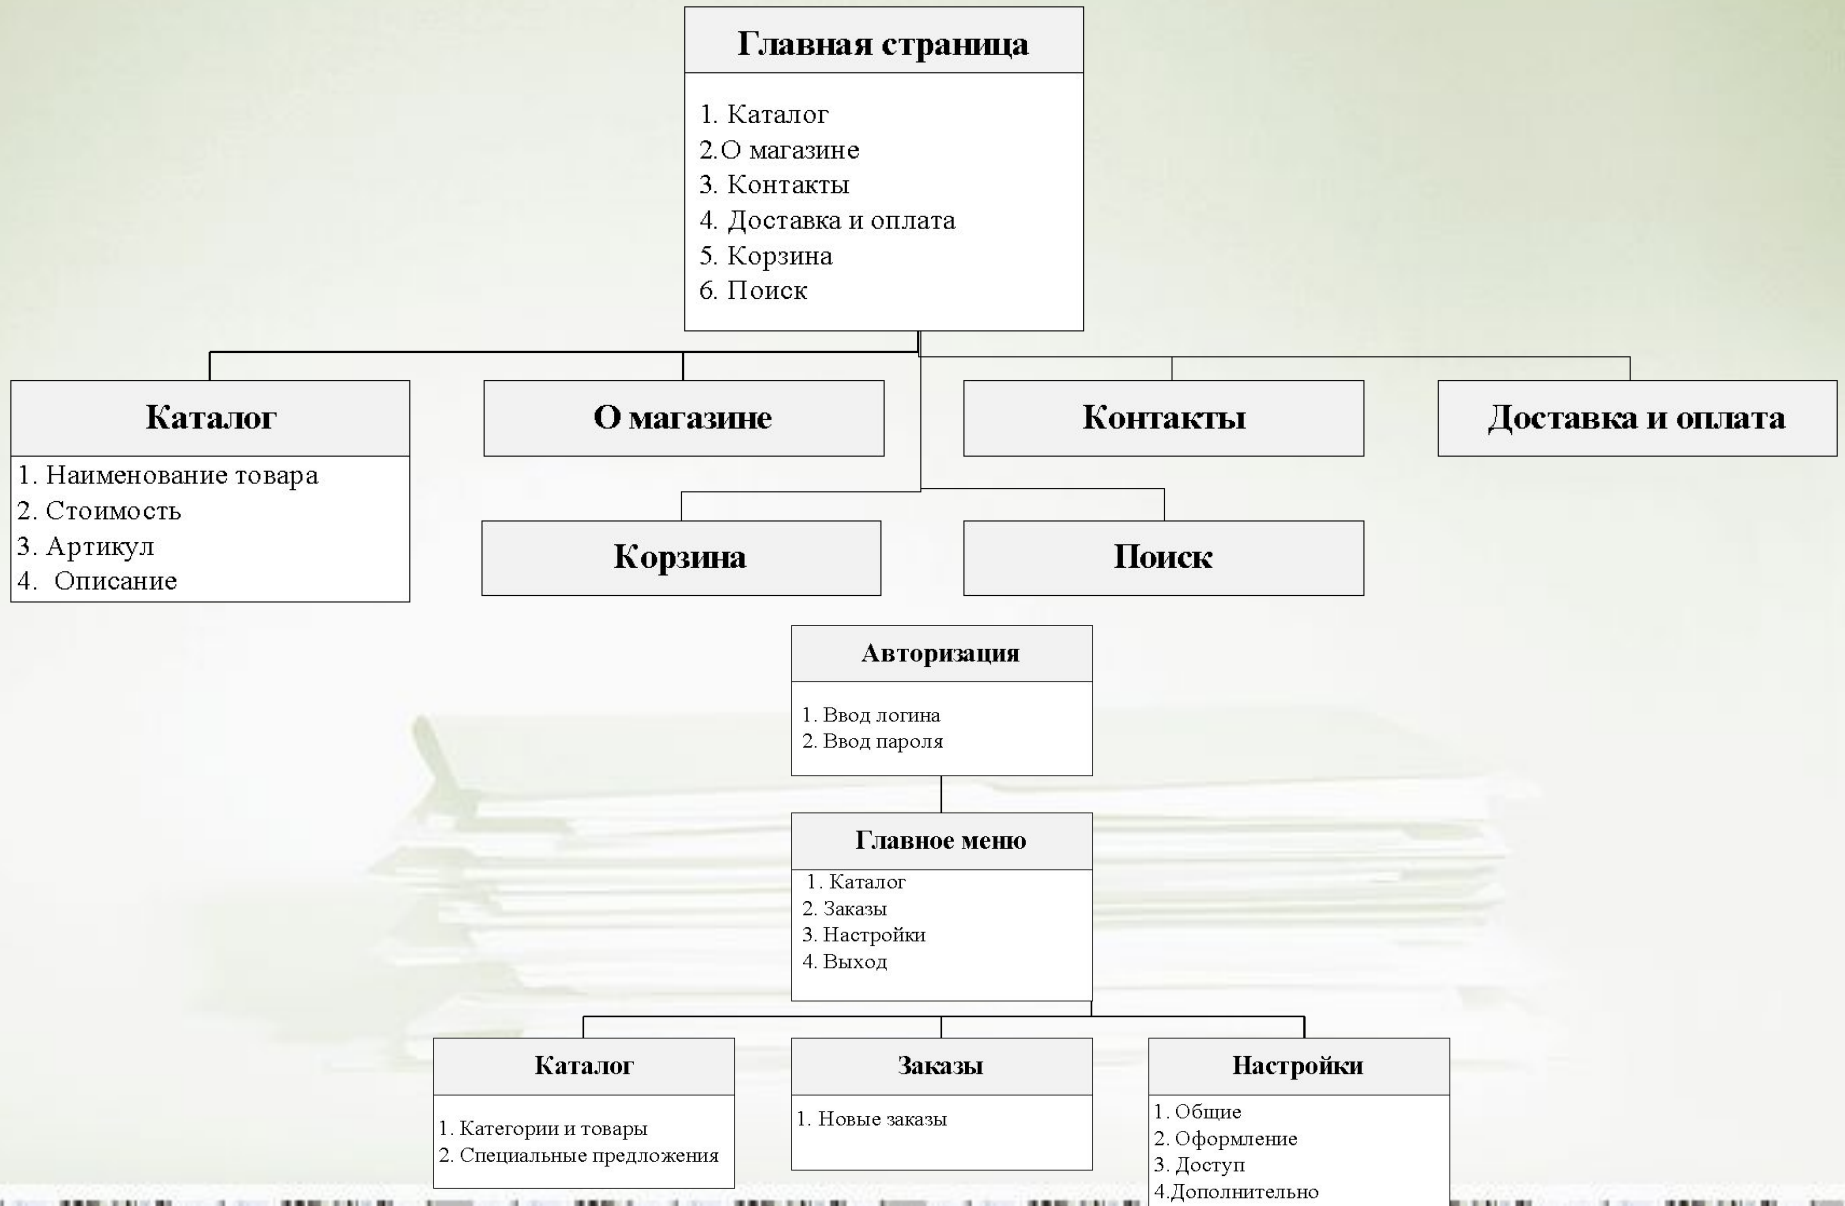 Главная страница
1. Каталог
2.О магазине
3. Контакты
4. Доставка и оплата
5. Корзина
6. Поиск
Каталог
1. Наименование товара
2. Стоимость
3. Артикул
4. Описание
О магазине
Контакты
Доставка и оплата
Корзина
Поиск
Авторизация
1. Ввод логина
2. Ввод пароля
Главное меню
1. Каталог
2. Заказы
3. Настройки
4. Выход
Каталог
1. Категории и товары
2. Специальные предложения
Заказы
1. Новые заказы
Настройки
1. Общие
2. Оформление
3. Доступ
4.Дополнительно